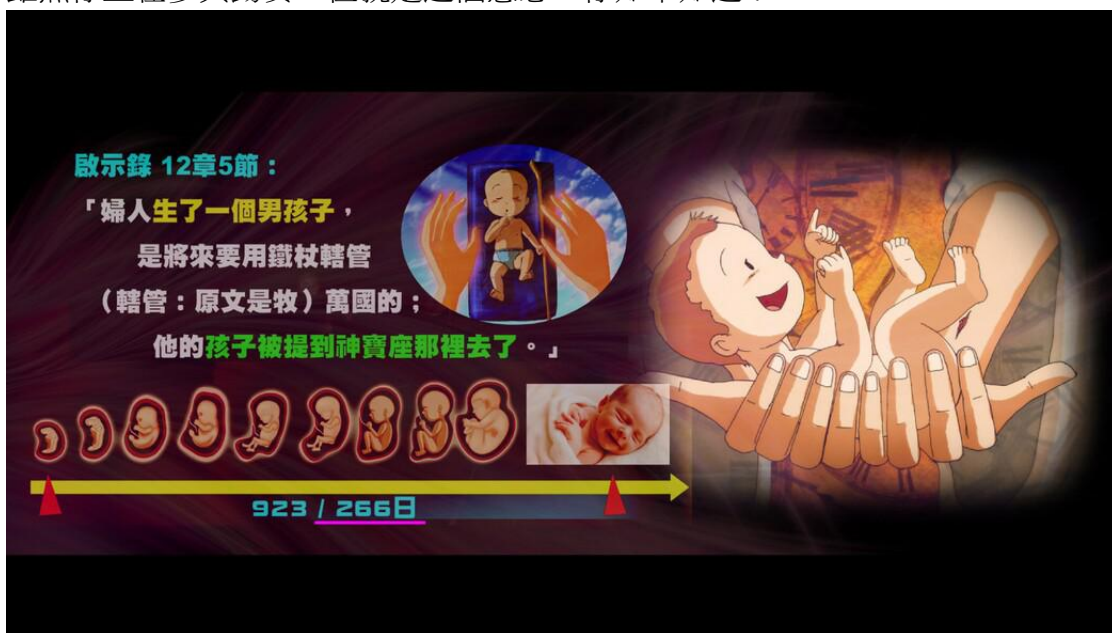 啟示錄 12章5節：
「婦人生了一個男孩子，
是將來要用鐵杖轄管
（轄管：原文是牧）萬國的；
他的孩子被提到神寶座那裡去了。」
923 / 266日